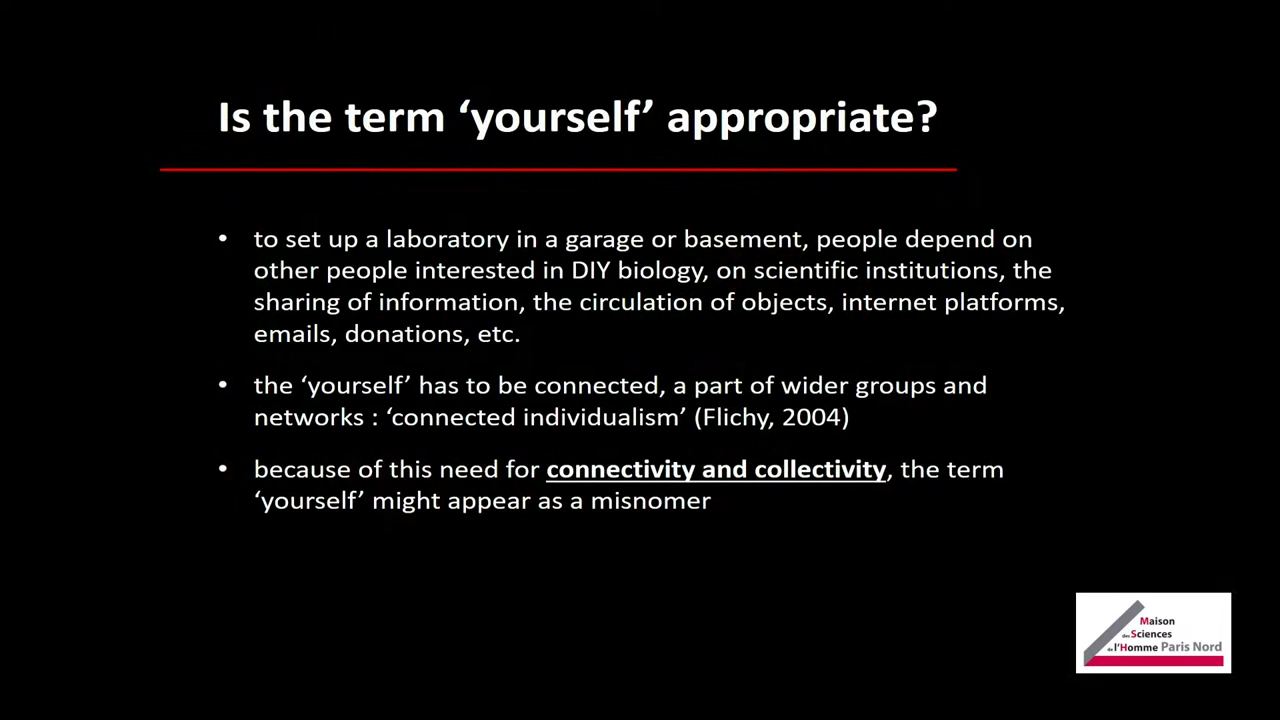 Is the term ‘yourself’ appropriate?
• to set up a laboratory in a garage or basement, people depend on
other people interested in DIY biology, on scientific institutions, the
sharing of information, the circulation of objects, internet platforms,
emails, donations, etc.
• the ‘yourself’ has to be connected, a part of wider groups and
networks : ‘connected individualism’ (Flichy, 2004)
• because of this need for connectivity and collectivity, the term
‘yourself’ might appear as a misnomer
Maison
des Sciences
de l'Homme Paris Nord